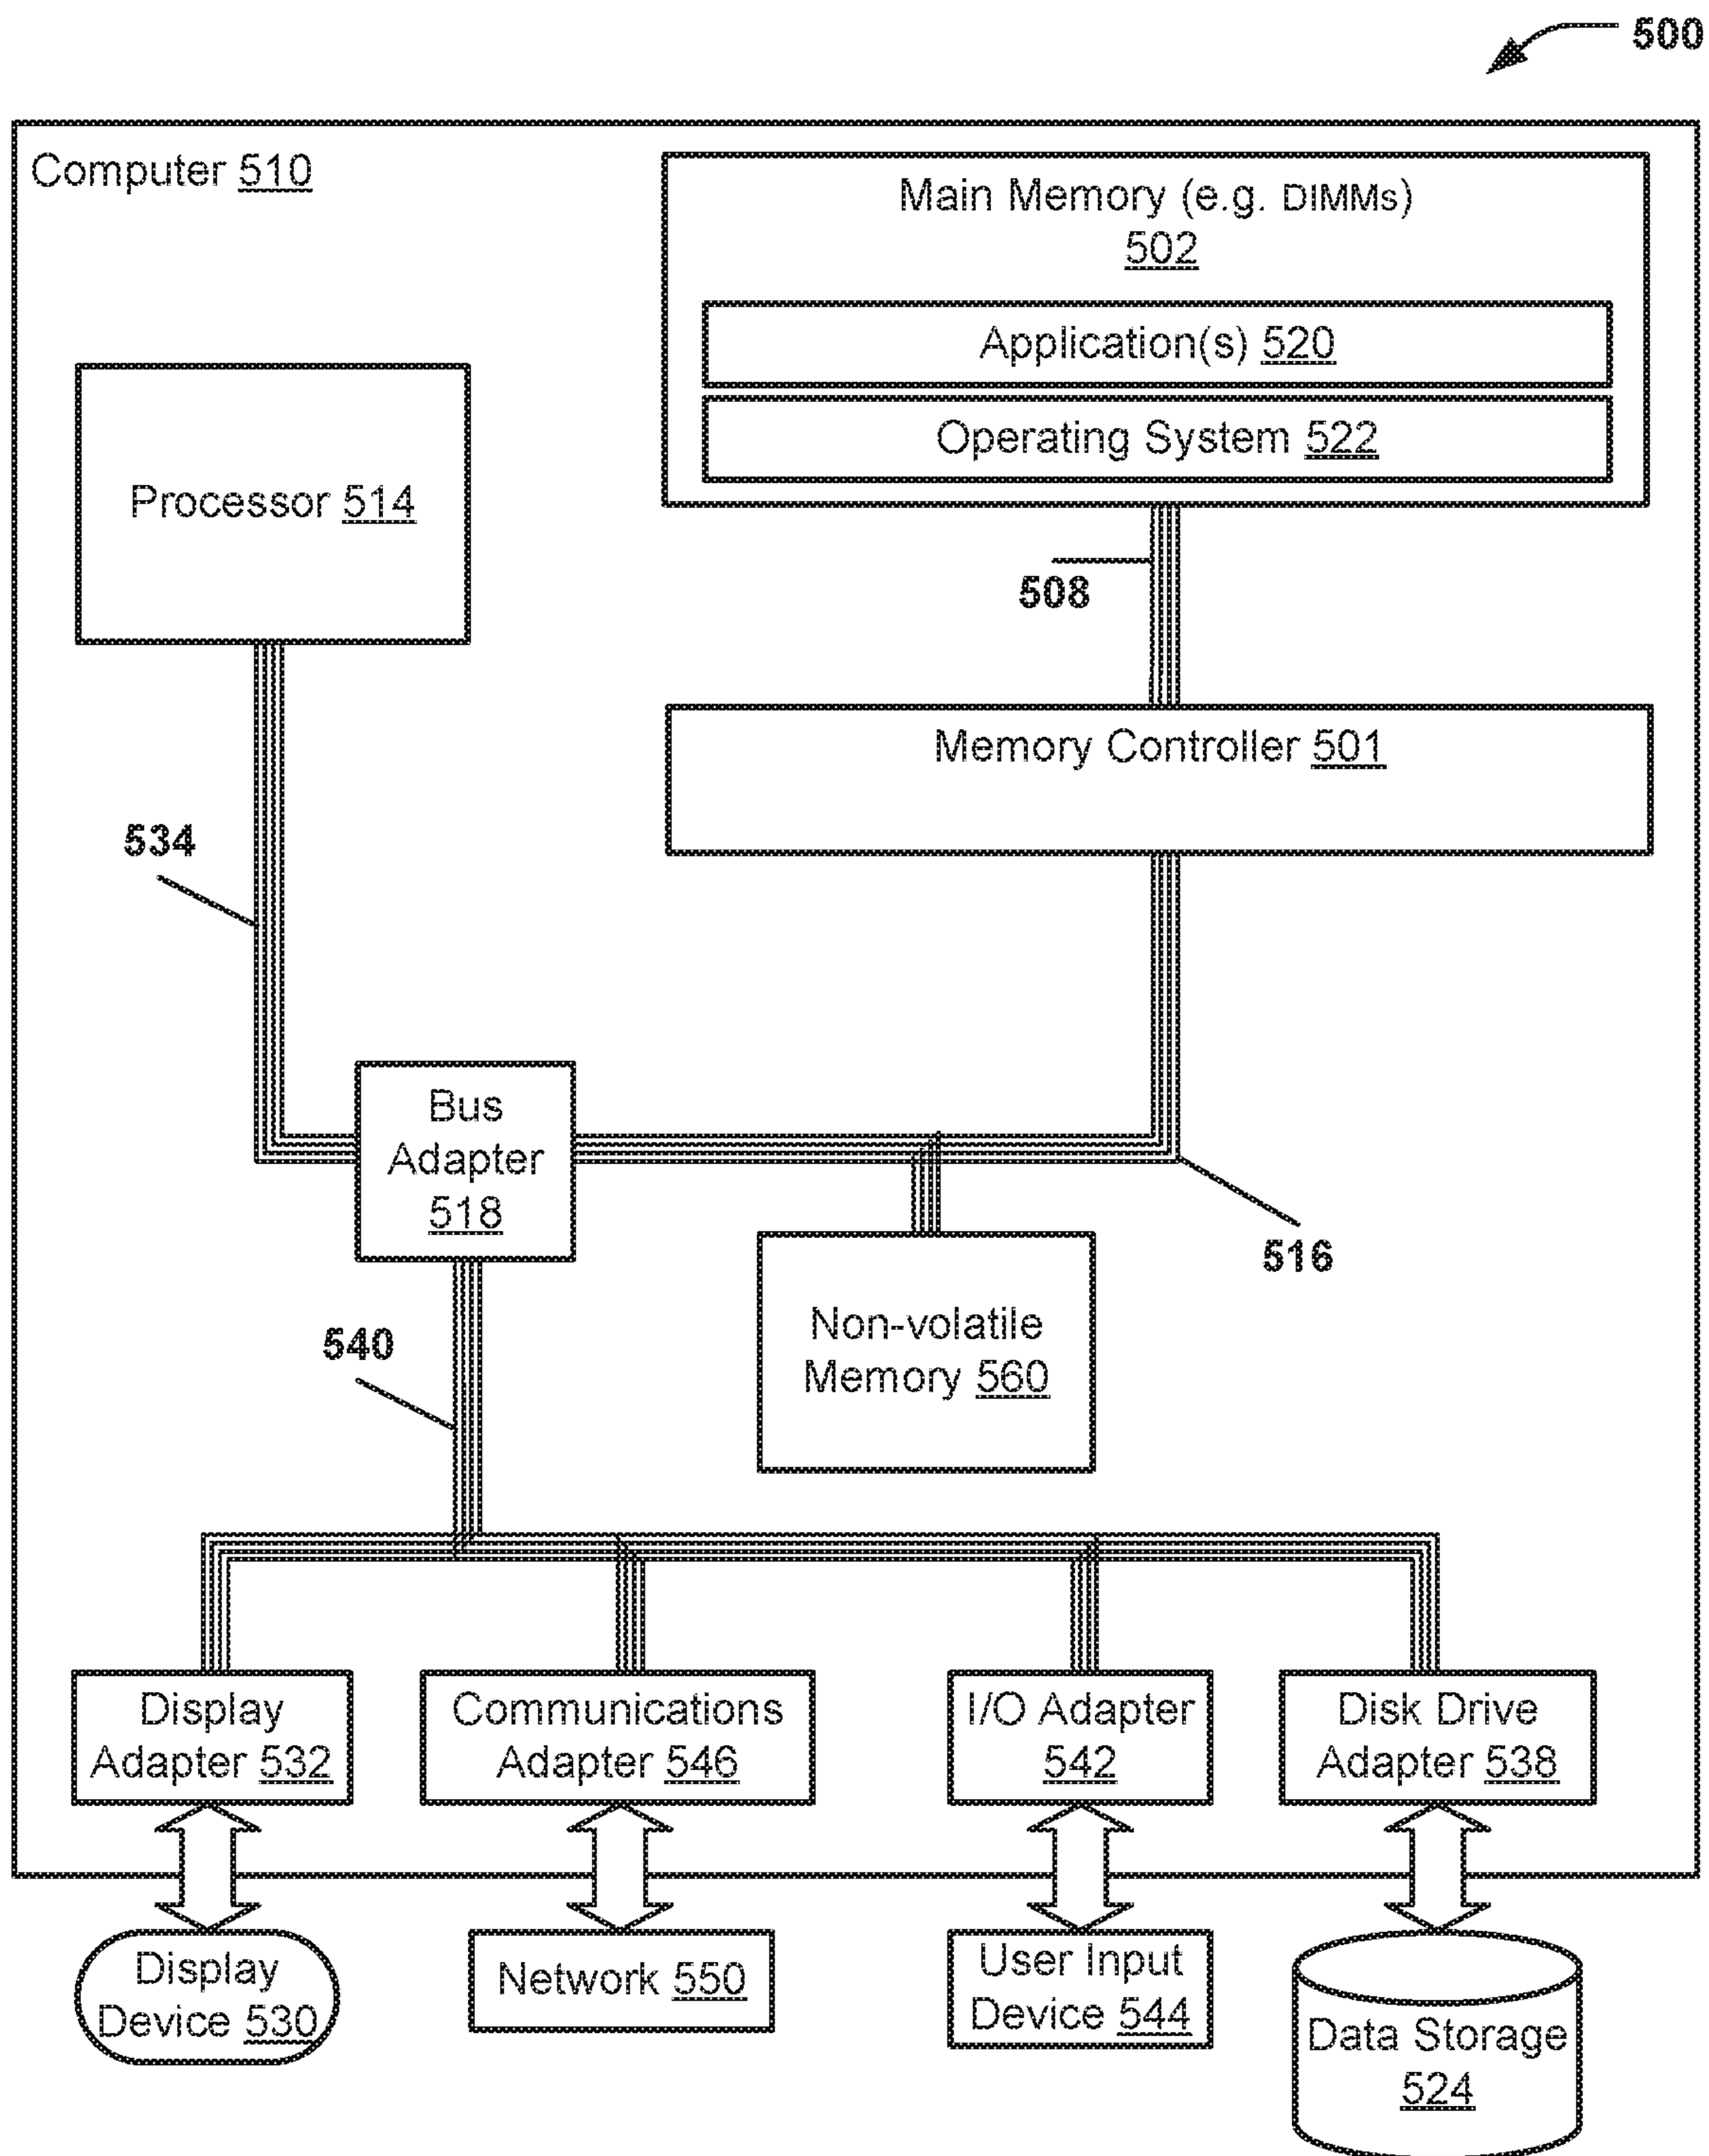 500
Computer 510
Main Memory (e.g. DIMMs)
502
Application(s) 520
Operating System 522
Processor 514
508
Memory Controller 501
534
Bus
Adapter
518
516
Non-volatile
Memory 560
540
Display
Adapter 532
Communications
Adapter 546
I/O Adapter
542
Disk Drive
Adapter 538
Display
Device 530
Network 550
User Input
Device 544
Data Storage
524